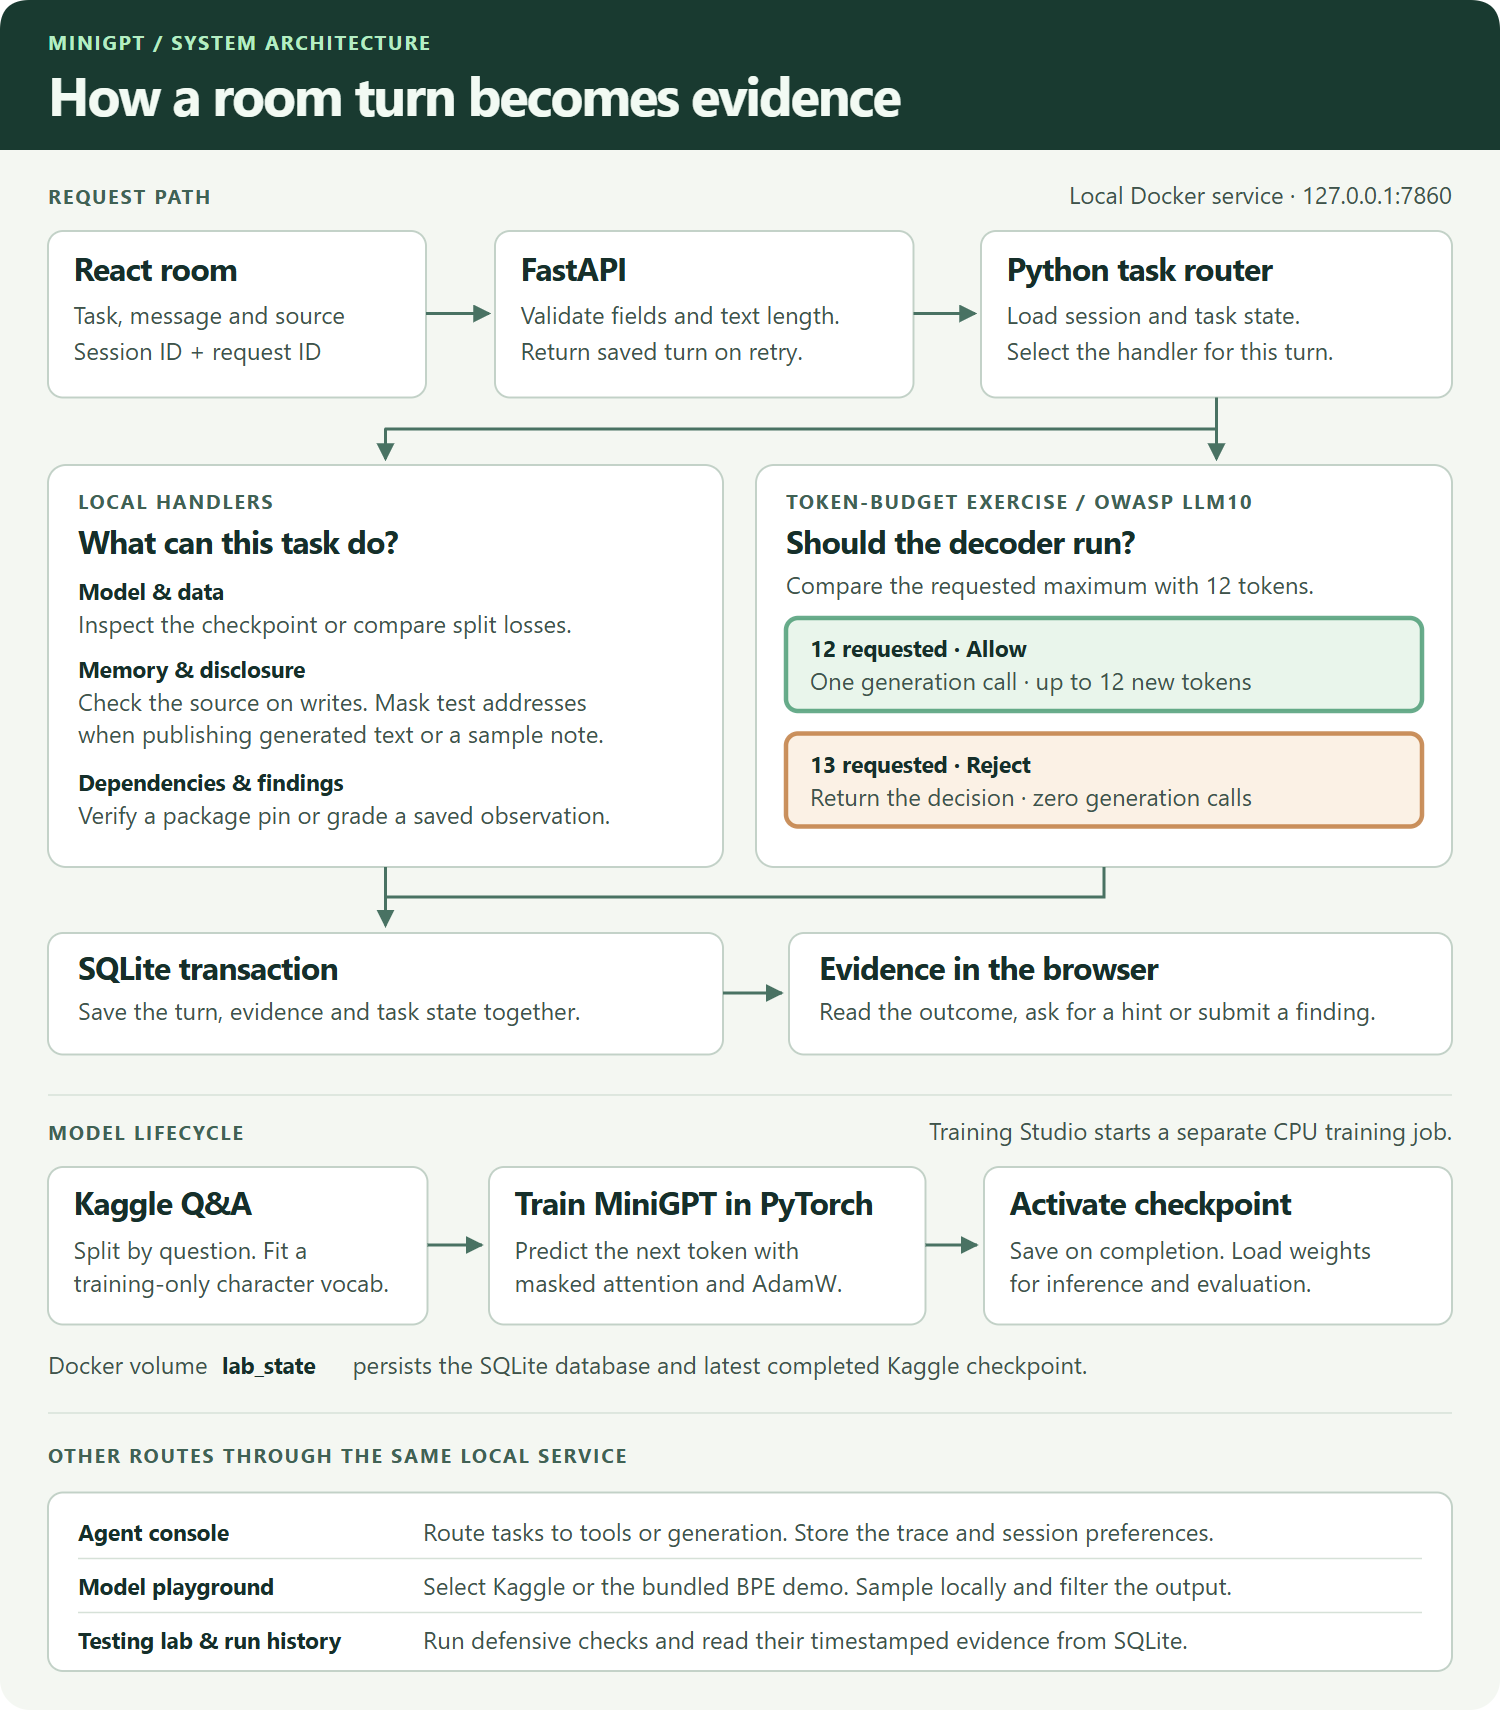 MINIGPT / SYSTEM ARCHITECTURE
How a room turn becomes evidence
REQUEST PATH
Local Docker service · 127.0.0.1:7860
React room
Task, message and source
Session ID + request ID
FastAPI
Validate fields and text length.
Return saved turn on retry.
Python task router
Load session and task state.
Select the handler for this turn.
LOCAL HANDLERS
What can this task do?
Model & data
Inspect the checkpoint or compare split losses.
Memory & disclosure
Check the source on writes. Mask test addresses
when publishing generated text or a sample note.
Dependencies & findings
Verify a package pin or grade a saved observation.
TOKEN-BUDGET EXERCISE / OWASP LLM10
Should the decoder run?
Compare the requested maximum with 12 tokens.
12 requested · Allow
One generation call · up to 12 new tokens
13 requested · Reject
Return the decision · zero generation calls
SQLite transaction
Save the turn, evidence and task state together.
Evidence in the browser
Read the outcome, ask for a hint or submit a finding.
MODEL LIFECYCLE
Training Studio starts a separate CPU training job.
Kaggle Q&A
Split by question. Fit a
training-only character vocab.
Train MiniGPT in PyTorch
Predict the next token with
masked attention and AdamW.
Activate checkpoint
Save on completion. Load weights
for inference and evaluation.
Docker volume lab_state persists the SQLite database and latest completed Kaggle checkpoint.
OTHER ROUTES THROUGH THE SAME LOCAL SERVICE
Agent console
Route tasks to tools or generation. Store the trace and session preferences.
Model playground
Select Kaggle or the bundled BPE demo. Sample locally and filter the output.
Testing lab & run history
Run defensive checks and read their timestamped evidence from SQLite.